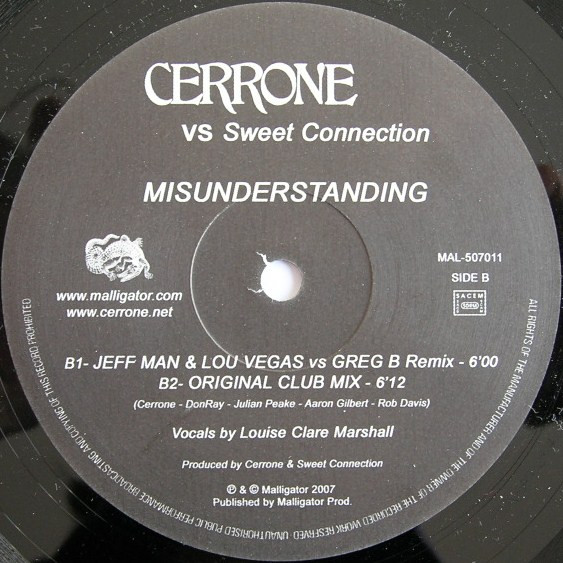 CERRONE
vs Sweet Connection
MISUNDERSTANDING
MAL-507011
SIDE B
SACEM
www.malligator.com
www.cerrone.net
B1- JEFF MAN & LOU VEGAS vs GREG B Remix - 6'00
B2- ORIGINAL CLUB MIX - 6'12
(Cerrone - DonRay - Julian Peake - Aaron Gilbert - Rob Davis)
Vocals by Louise Clare Marshall
Produced by Cerrone & Sweet Connection
℗ & © Malligator 2007
Published by Malligator Prod.
ALL RIGHTS OF THE MANUFACTURER AND OF THE OWNER OF THE RECORDED WORK RESERVED. UNAUTHORISED PUBLIC PERFORMANCE BROADCASTING AND COPYING OF THIS RECORD PROHIBITED